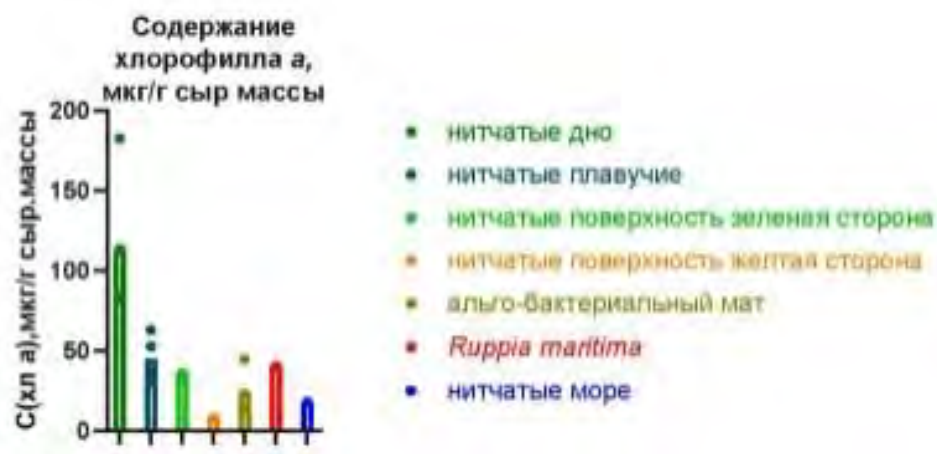 Содержание
хлорофилла a,
мкг/г сыр массы
С(хл а),мкг/г сыр.массы
200
150
100
50
0
нитчатые дно
нитчатые плавучие
нитчатые поверхность зеленая сторона
нитчатые поверхность желтая сторона
альго-бактериальный мат
Ruppia maritima
нитчатые море